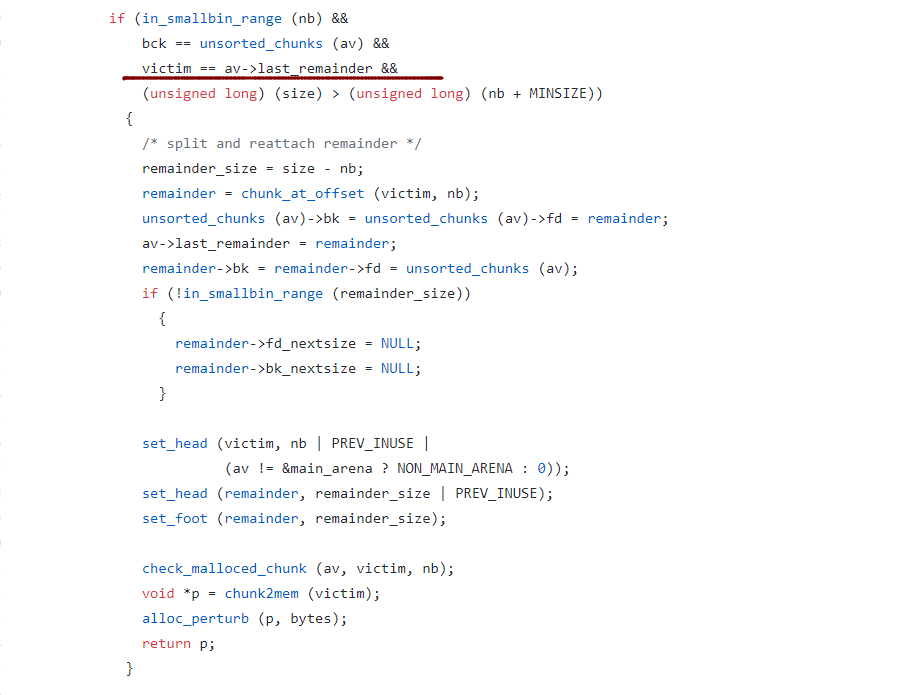 if (in_smallbin_range (nb) &&
bck == unsorted_chunks (av) &&
victim == av->last_remainder &&
(unsigned long) (size) > (unsigned long) (nb + MINSIZE))
{
/* split and reattach remainder */
remainder_size = size - nb;
remainder = chunk_at_offset (victim, nb);
unsorted_chunks (av)->bk = unsorted_chunks (av)->fd = remainder;
av->last_remainder = remainder;
remainder->bk = remainder->fd = unsorted_chunks (av);
if (!in_smallbin_range (remainder_size))
{
remainder->fd_nextsize = NULL;
remainder->bk_nextsize = NULL;
}
set_head (victim, nb | PREV_INUSE |
(av != &main_arena ? NON_MAIN_ARENA : 0));
set_head (remainder, remainder_size | PREV_INUSE);
set_foot (remainder, remainder_size);
check_malloced_chunk (av, victim, nb);
void *p = chunk2mem (victim);
alloc_perturb (p, bytes);
return p;
}